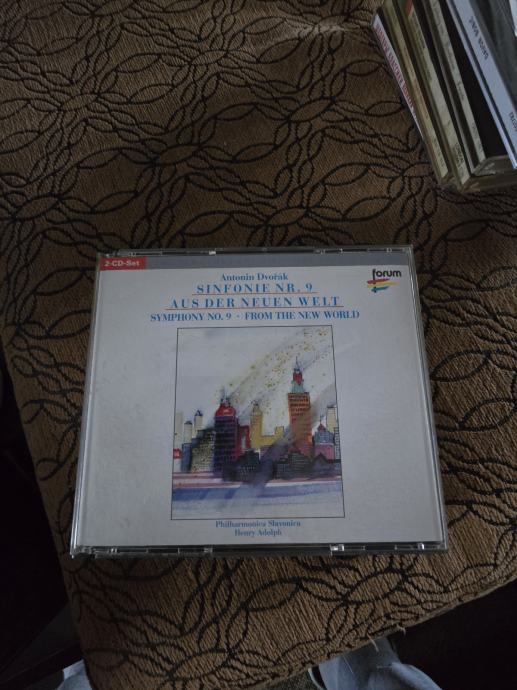 2-CD-Set
Antonin Dvořák
SINFONIE NR. 9
AUS DER NEUEN WELT
SYMPHONY NO. 9 · FROM THE NEW WORLD
forum
Philharmonica Slavonica
Henry Adolph